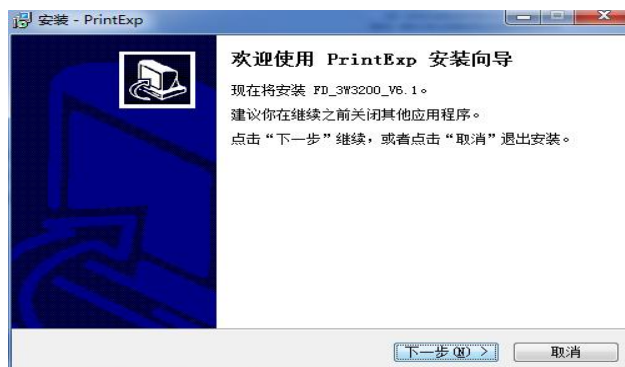 安装 - PrintExp
欢迎使用 PrintExp 安装向导
现在将安装 FD_3W3200_V6.1。
建议你在继续之前关闭其他应用程序。
点击“下一步”继续，或者点击“取消”退出安装。
下一步(N) >
取消